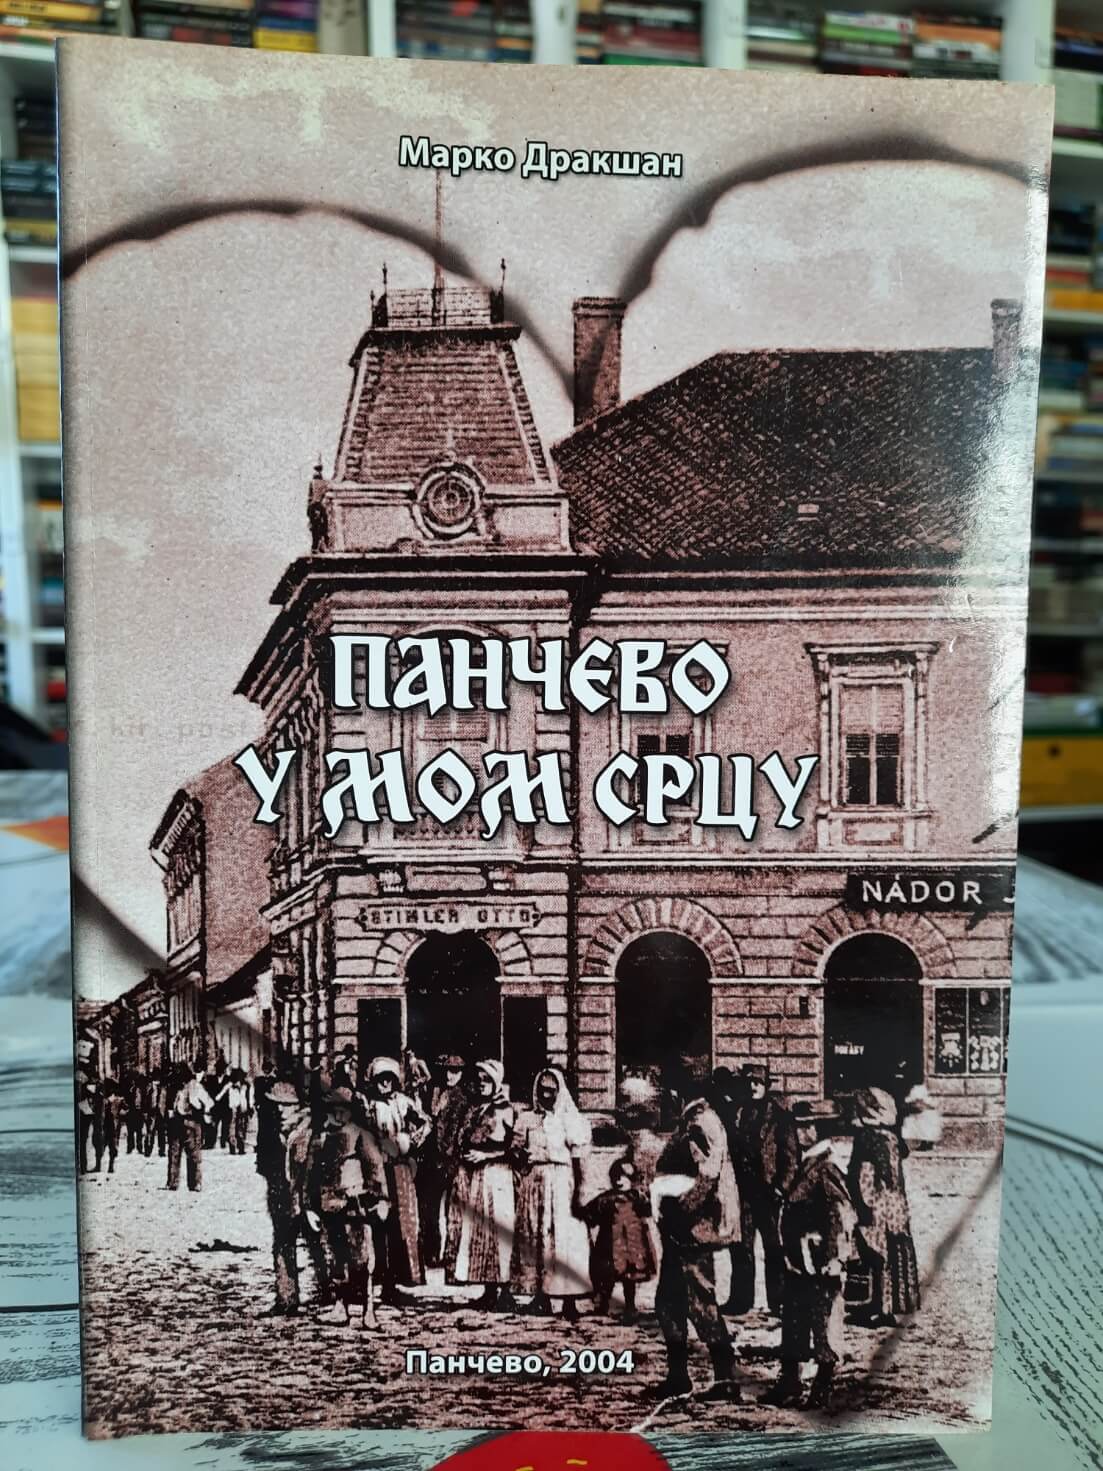 Марко Дракшан
ПАНЧЕВО
У МОМ СРЦУ
NÁDOR
STIMLER OTTO
Панчево, 2004